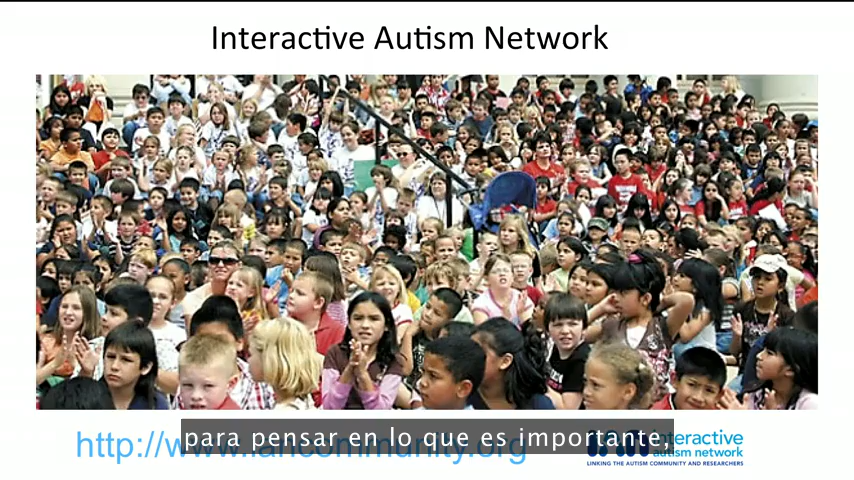 Interactive Autism Network
para pensar en lo que es importante,
http://www.iancommunity.org
interactive
autism network
LINKING THE AUTISM COMMUNITY AND RESEARCHERS